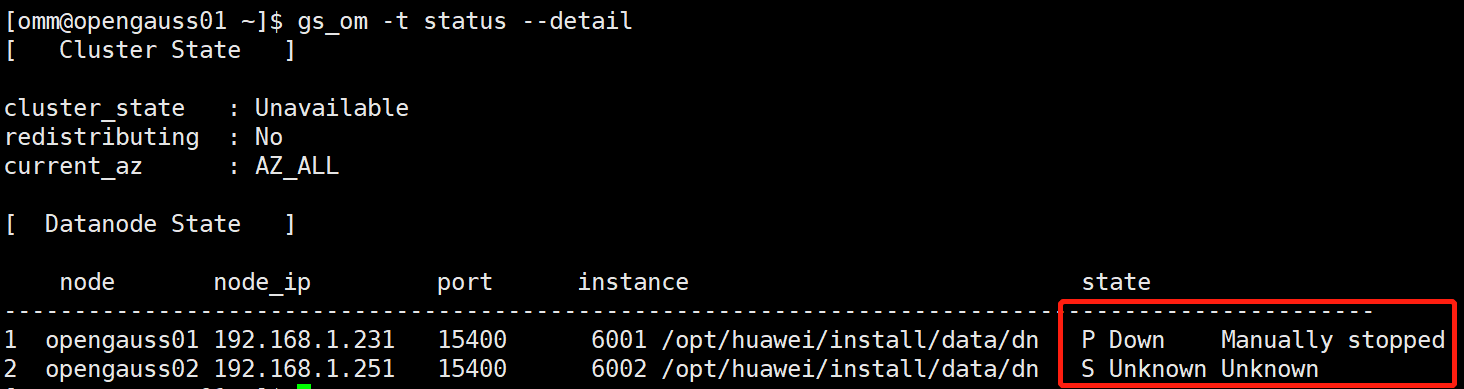 [omm@opengauss01 ~]$ gs_om -t status --detail
[   Cluster State   ]
cluster_state   : Unavailable
redistributing  : No
current_az      : AZ_ALL
[  Datanode State   ]
    node       node_ip         port      instance                            state
---------------------------------------------------------------------------------------------------
1  opengauss01 192.168.1.231   15400      6001 /opt/huawei/install/data/dn   P Down    Manually stopped
2  opengauss02 192.168.1.251   15400      6002 /opt/huawei/install/data/dn   S Unknown Unknown